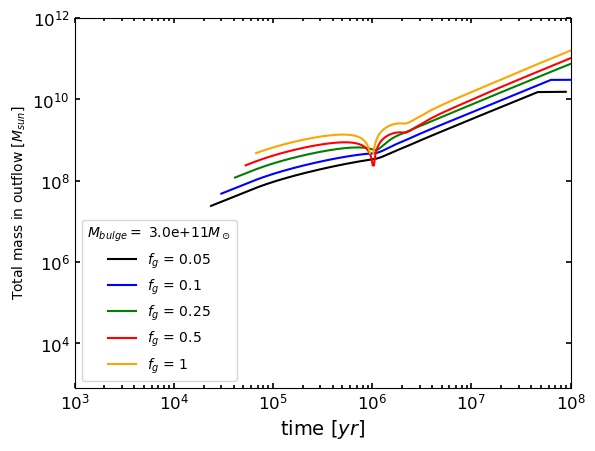 10^12
10^10
10^8
10^6
10^4
Total mass in outflow [M_sun]
M_bulge = 3.0e+11M_⊙
f_g = 0.05
f_g = 0.1
f_g = 0.25
f_g = 0.5
f_g = 1
10^3 10^4 10^5 10^6 10^7 10^8
time [yr]